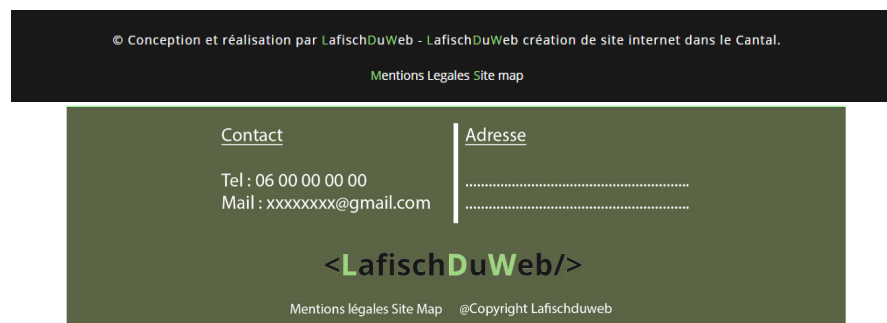 © Conception et réalisation par LafischDuWeb - LafischDuWeb création de site internet dans le Cantal.
Mentions Legales Site map
Contact
Adresse
Tel : 06 00 00 00 00
Mail : xxxxxxxx@gmail.com
.........................................................
.........................................................
<LafischDuWeb/>
Mentions légales Site Map @Copyright Lafischduweb